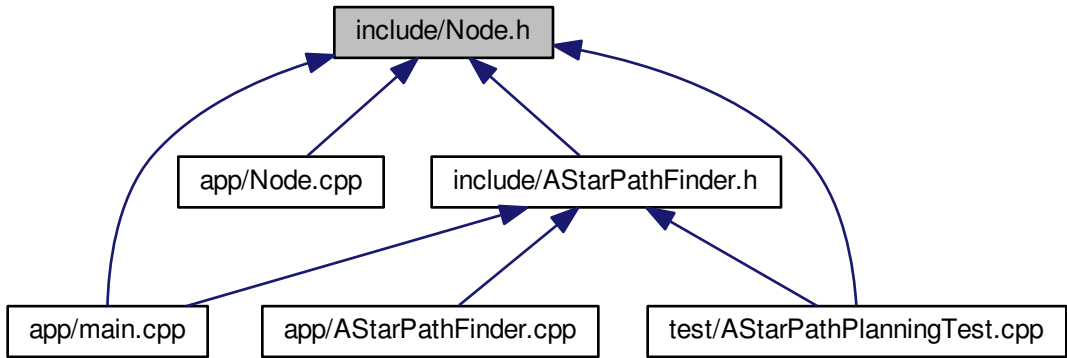 include/Node.h
app/Node.cpp
include/AStarPathFinder.h
app/main.cpp
app/AStarPathFinder.cpp
test/AStarPathPlanningTest.cpp